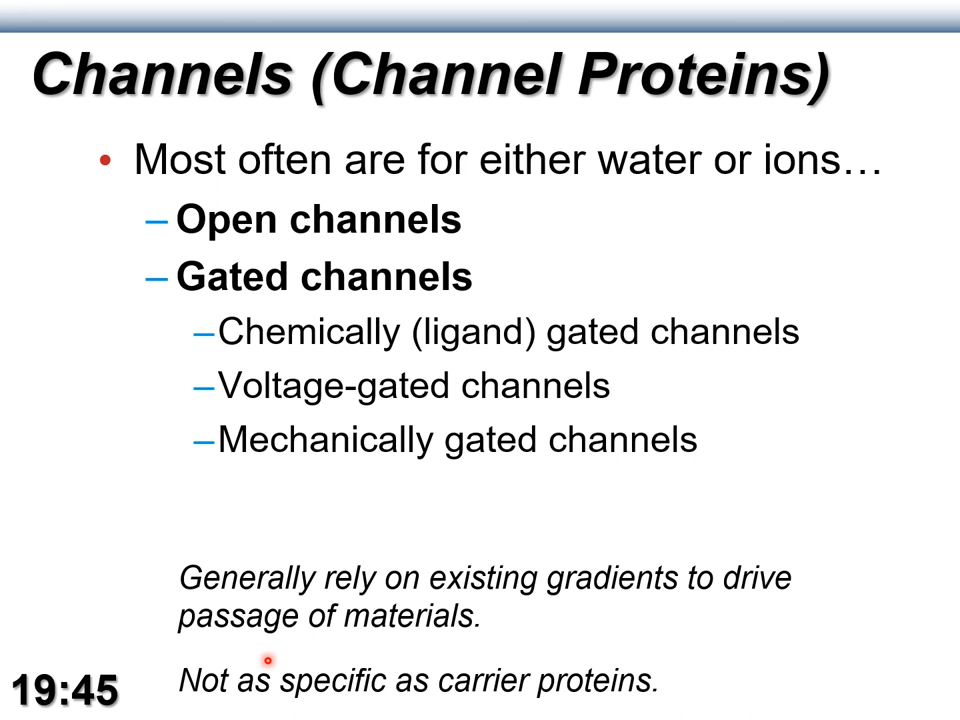 Channels (Channel Proteins)
• Most often are for either water or ions…
– Open channels
– Gated channels
– Chemically (ligand) gated channels
– Voltage-gated channels
– Mechanically gated channels
Generally rely on existing gradients to drive
passage of materials.
Not as specific as carrier proteins.
19:45